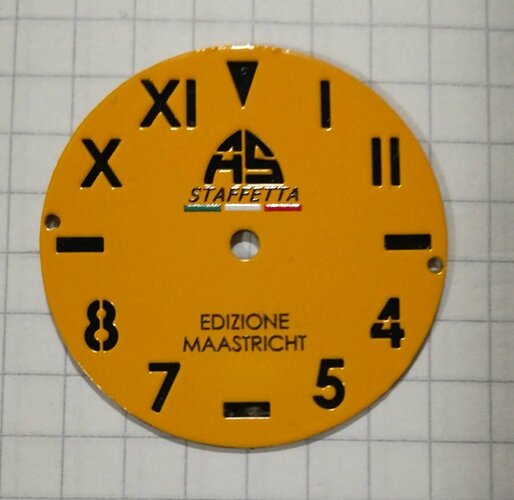 XI
I
X
II
AS
STAFFETTA
8
4
EDIZIONE
MAASTRICHT
7
5